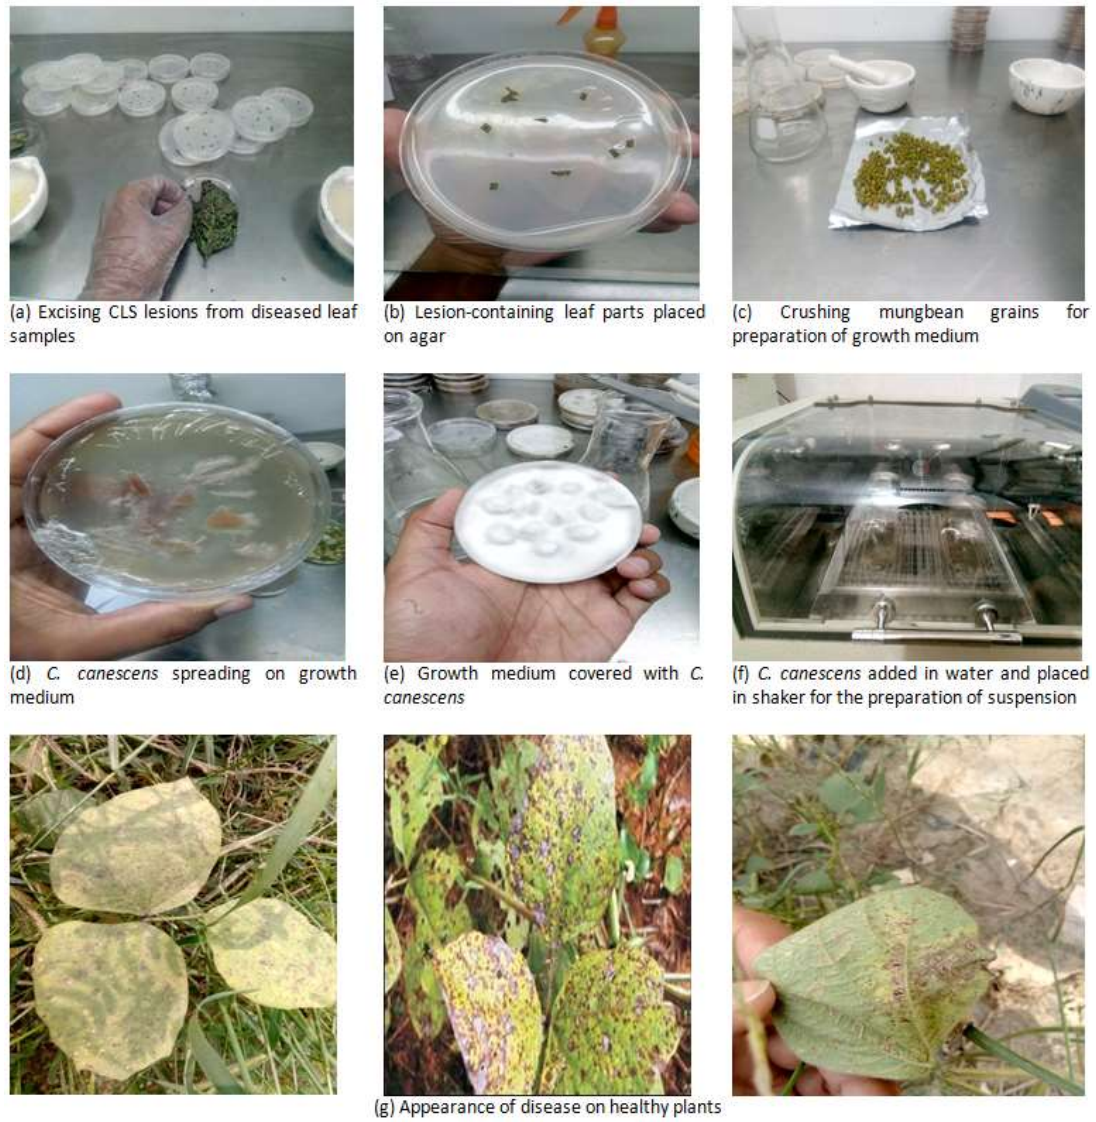 (a) Excising CLS lesions from diseased leaf
samples
(b) Lesion-containing leaf parts placed
on agar
(c) Crushing mungbean grains for
preparation of growth medium
(d) C. canescens spreading on growth
medium
(e) Growth medium covered with C.
canescens
(f) C. canescens added in water and placed
in shaker for the preparation of suspension
(g) Appearance of disease on healthy plants